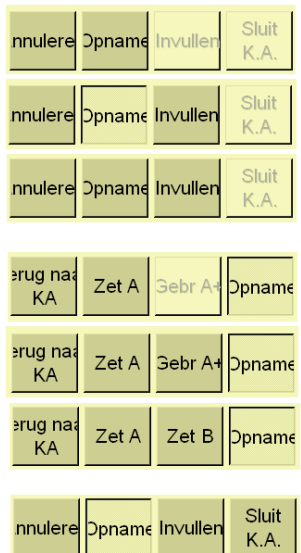 nnulere Opname Invullen Sluit K.A.
nnulere Opname Invullen Sluit K.A.
nnulere Opname Invullen Sluit K.A.
erug naa KA Zet A Gebr A+ Opname
erug naa KA Zet A Gebr A+ Opname
erug naa KA Zet A Zet B Opname
nnulere Opname Invullen Sluit K.A.